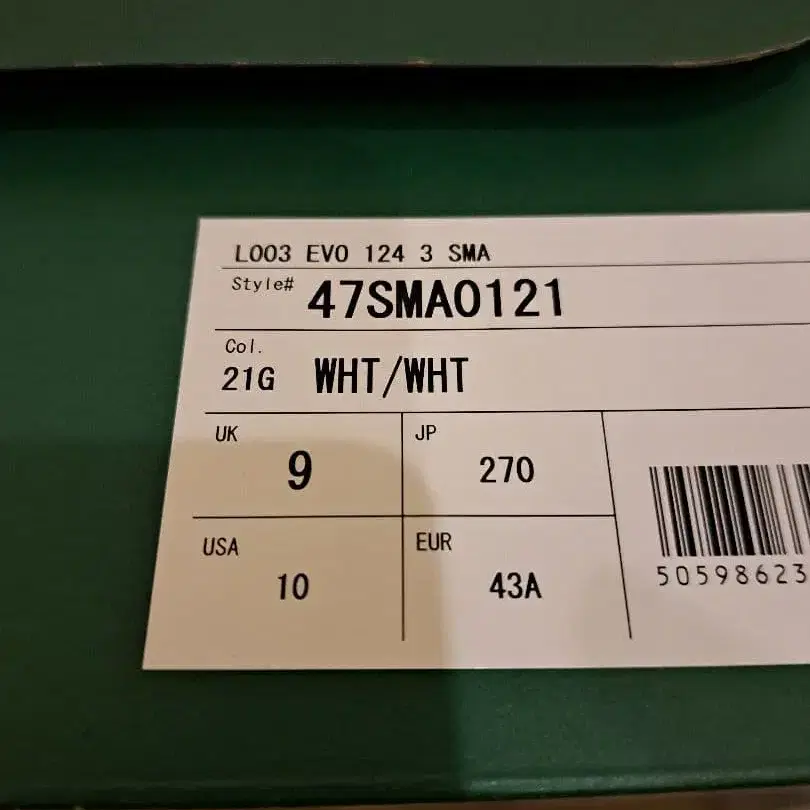 L003 EVO 124 3 SMA
Style# 47SMA0121
Col.
21G WHT/WHT
UK
9
JP
270
USA
10
EUR
43A
50598623